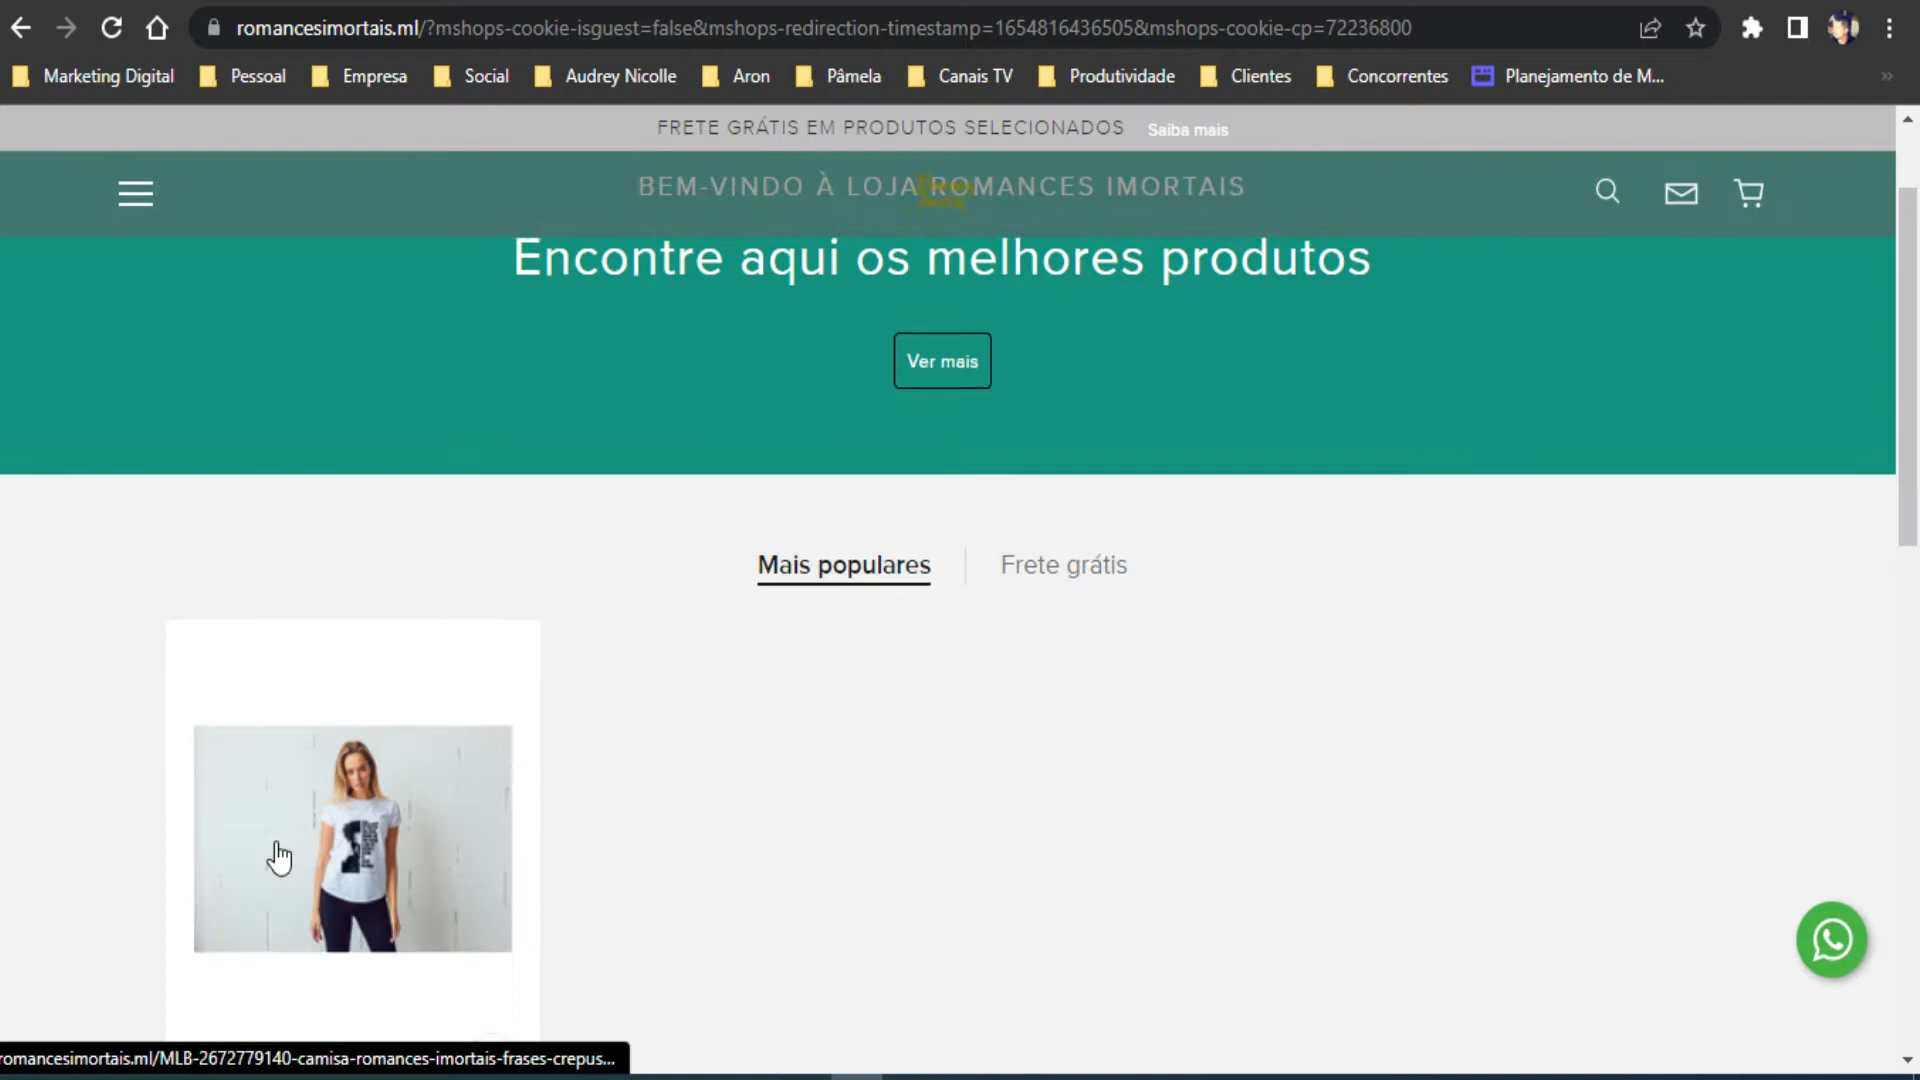 romancesimortais.ml/?mshops-cookie-isguest=false&mshops-redirection-timestamp=1654816436505&mshops-cookie-cp=72236800
Marketing Digital Pessoal Empresa Social Audrey Nicolle Aron Pâmela Canais TV Produtividade Clientes Concorrentes Planejamento de M...
FRETE GRÁTIS EM PRODUTOS SELECIONADOS Saiba mais
BEM-VINDO À LOJA ROMANCES IMORTAIS
Encontre aqui os melhores produtos
Ver mais
Mais populares Frete grátis
romancesimortais.ml/MLB-2672779140-camisa-romances-imortais-frases-crepus...